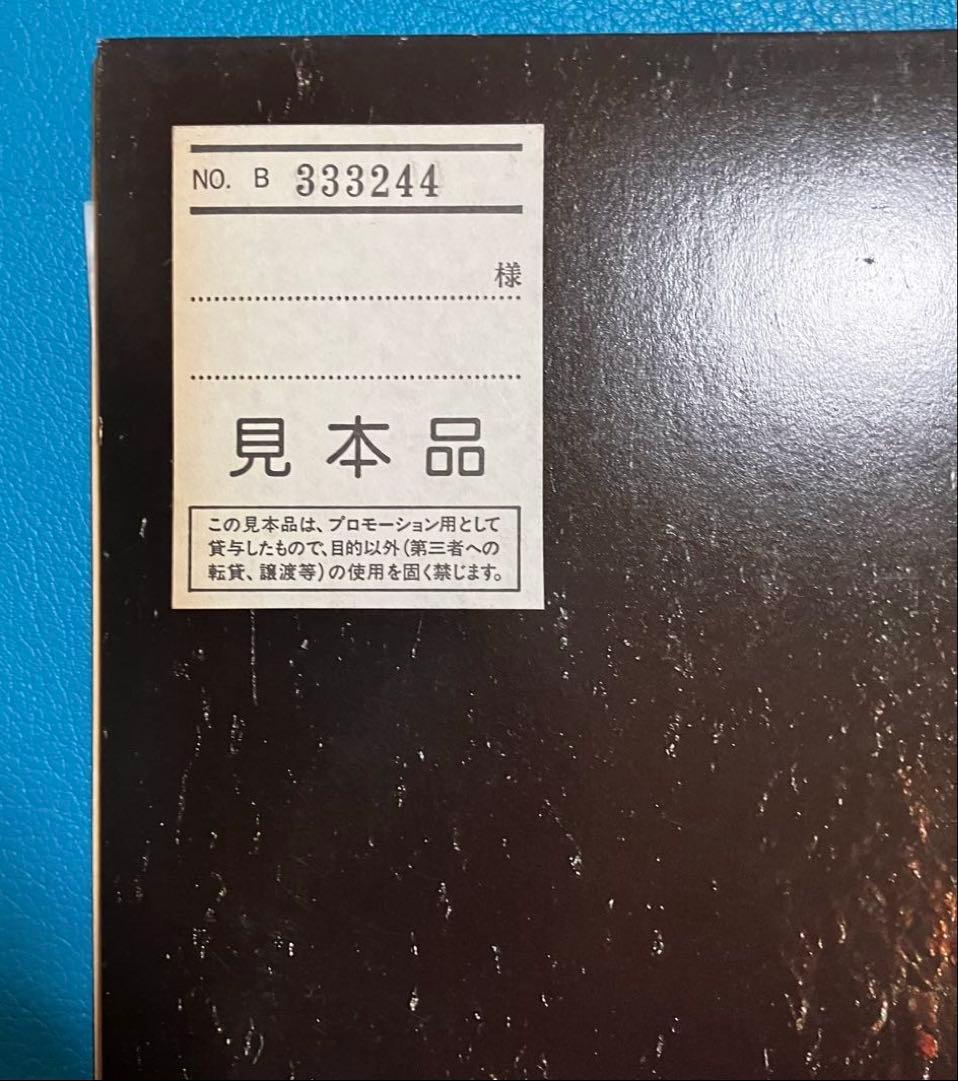 NO. B 333244
様
見本品
この見本品は、プロモーション用として
貸与したもので、目的以外(第三者への
転貸、譲渡等)の使用を固く禁じます。